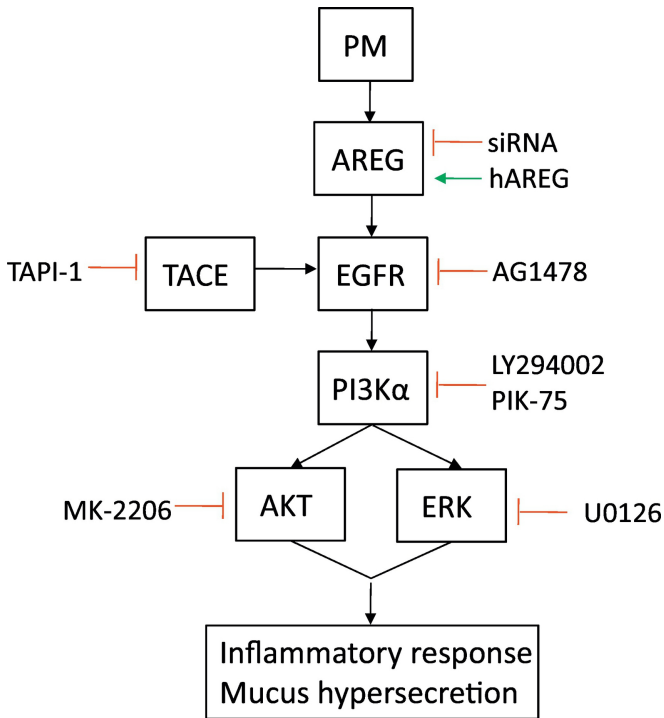 PM
AREG
siRNA
hAREG
TAPI-1
TACE
EGFR
AG1478
PI3Kα
LY294002
PIK-75
MK-2206
AKT
ERK
U0126
Inflammatory response
Mucus hypersecretion